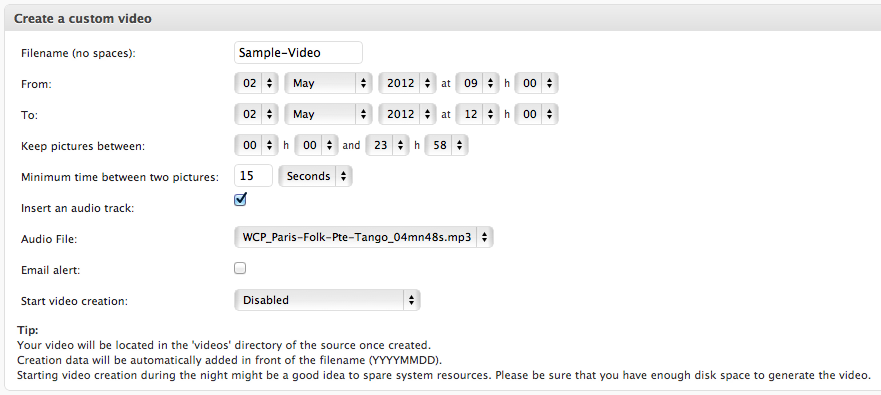 Create a custom video
Filename (no spaces): Sample-Video
From: 02 May 2012 at 09 h 00
To: 02 May 2012 at 12 h 00
Keep pictures between: 00 h 00 and 23 h 58
Minimum time between two pictures: 15 Seconds
Insert an audio track:
Audio File: WCP_Paris-Folk-Pte-Tango_04mn48s.mp3
Email alert:
Start video creation: Disabled
Tip:
Your video will be located in the 'videos' directory of the source once created.
Creation data will be automatically added in front of the filename (YYYYMMDD).
Starting video creation during the night might be a good idea to spare system resources. Please be sure that you have enough disk space to generate the video.